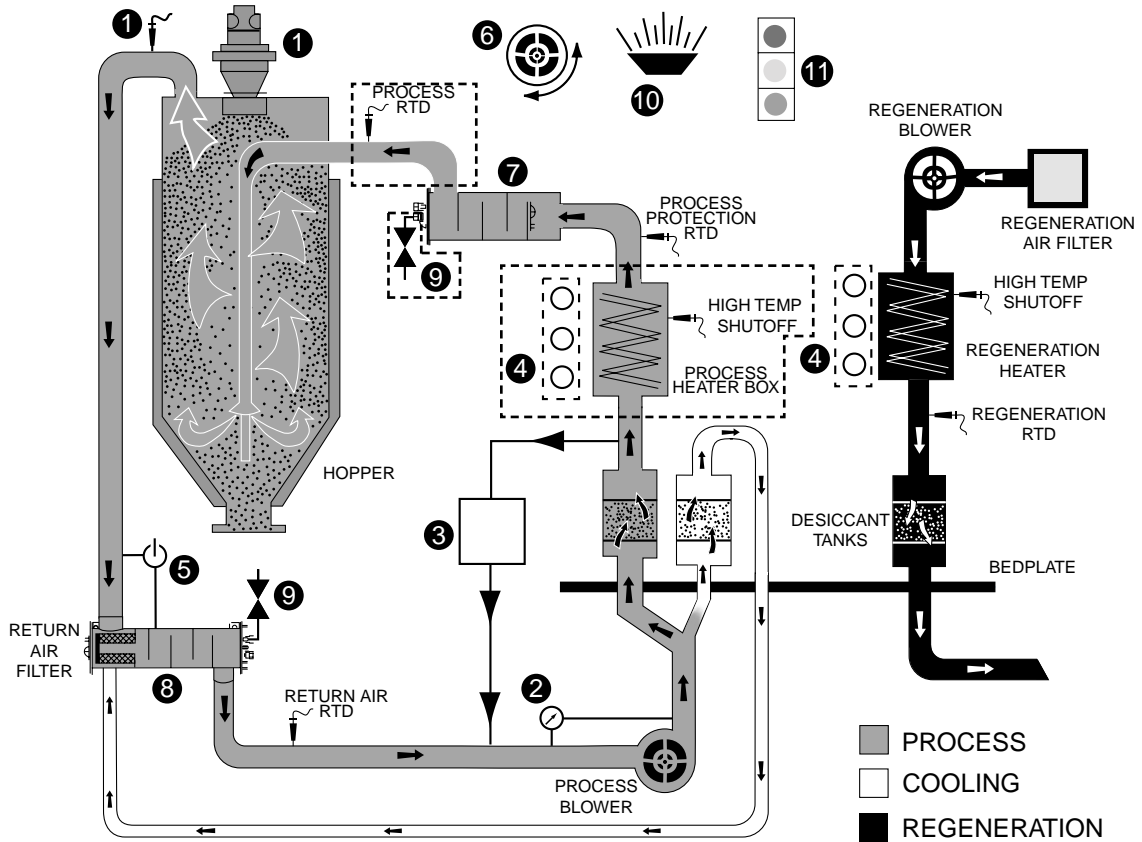 1
1
6
10
11
PROCESS
RTD
REGENERATION
BLOWER
7
PROCESS
PROTECTION
RTD
REGENERATION
AIR FILTER
9
HIGH TEMP
SHUTOFF
HIGH TEMP
SHUTOFF
4
PROCESS
HEATER BOX
4
REGENERATION
HEATER
REGENERATION
RTD
HOPPER
3
DESICCANT
TANKS
5
BEDPLATE
9
RETURN
AIR
FILTER
8
RETURN AIR
RTD
2
PROCESS
BLOWER
PROCESS
COOLING
REGENERATION